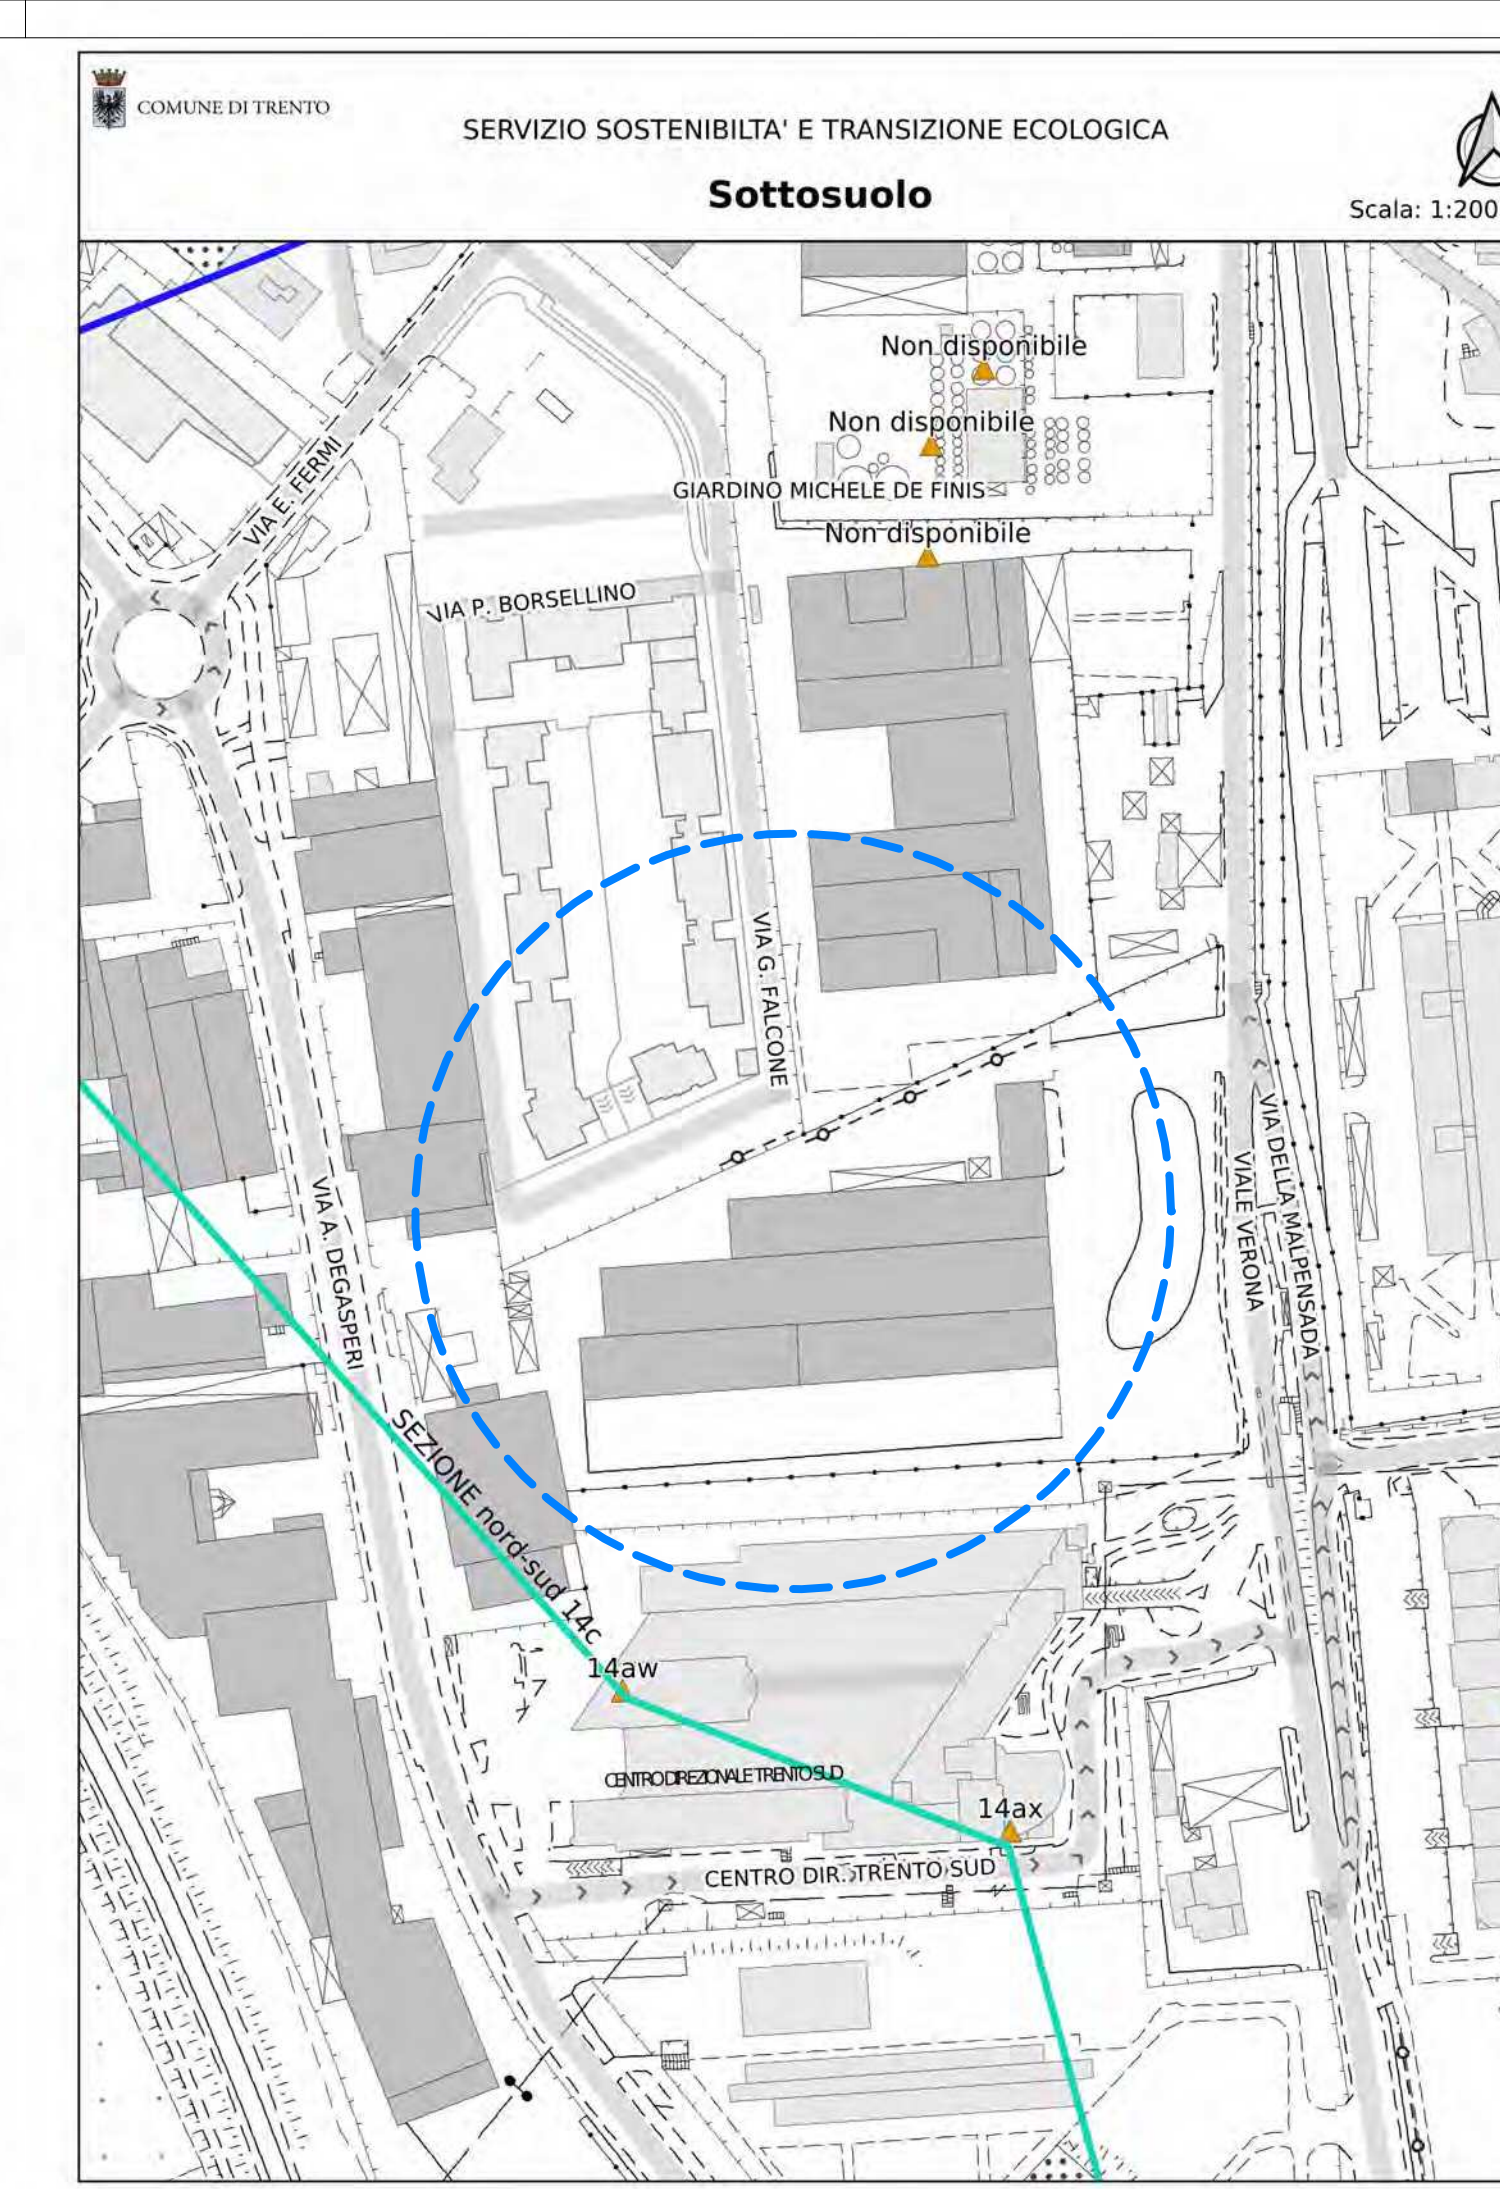 COMUNE DI TRENTO
SERVIZIO SOSTENIBILTA' E TRANSIZIONE ECOLOGICA
Sottosuolo
Scala: 1:200
Non disponibile
Non disponibile
GIARDINO MICHELE DE FINIS
Non disponibile
VIA E. FERMI
VIA P. BORSELLINO
VIA G. FALCONE
VIA A. DEGASPERI
VIALE VERONA
VIA DELLA MALPENSADA
SEZIONE nord-sud 14c
14aw
CENTRO DIREZIONALE TRENTO SUD
14ax
CENTRO DIR. TRENTO SUD